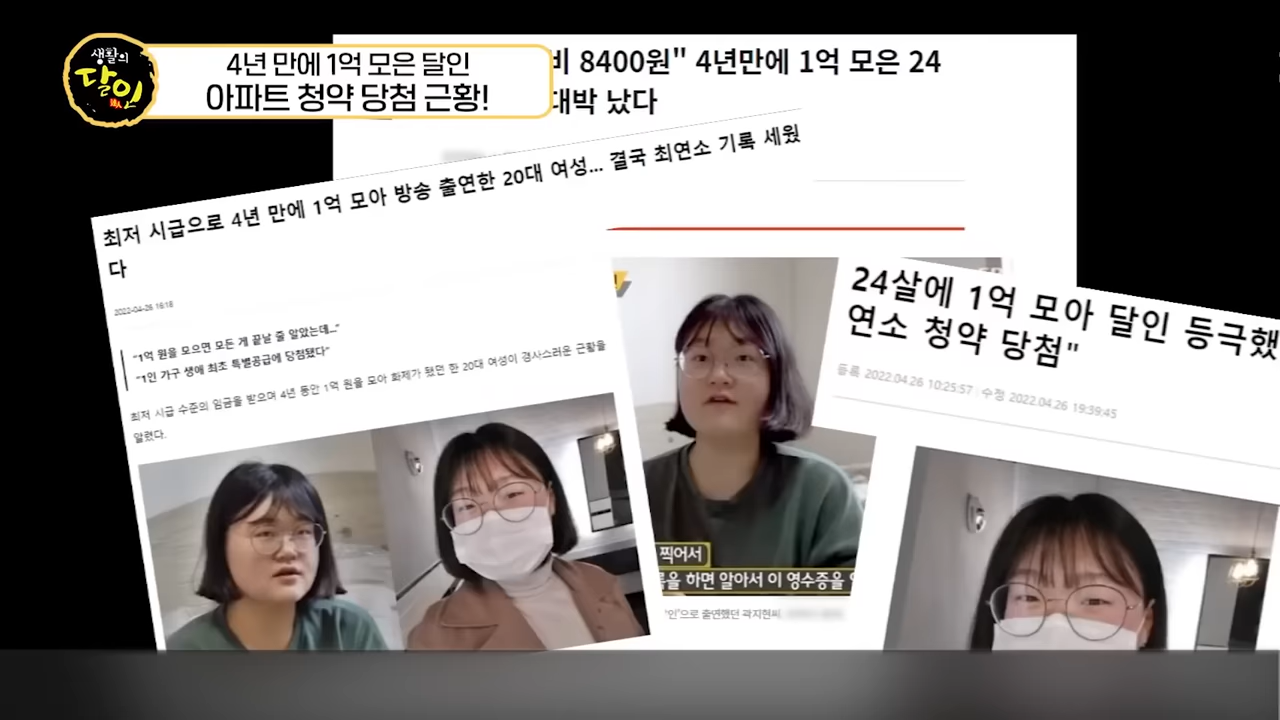 생활의
달인
4년 만에 1억 모은 달인
아파트 청약 당첨 근황!
비 8400원" 4년만에 1억 모은 24
대박 났다
최저 시급으로 4년 만에 1억 모아 방송 출연한 20대 여성... 결국 최연소 기록 세웠
다
2022-04-26 16:18
"1억 원을 모으면 모든 게 끝날 줄 알았는데..."
"1인 가구 생애 최초 특별공급에 당첨됐다"
최저 시급 수준의 임금을 받으며 4년 동안 1억 원을 모아 화제가 됐던 한 20대 여성이 경사스러운 근황을
알렸다.
찍어서
록을 하면 알아서 이 영수증을
'인'으로 출연했던 곽지현씨
24살에 1억 모아 달인 등극했
연소 청약 당첨"
등록 2022.04.26 10:25:57 | 수정 2022.04.26 19:39:45